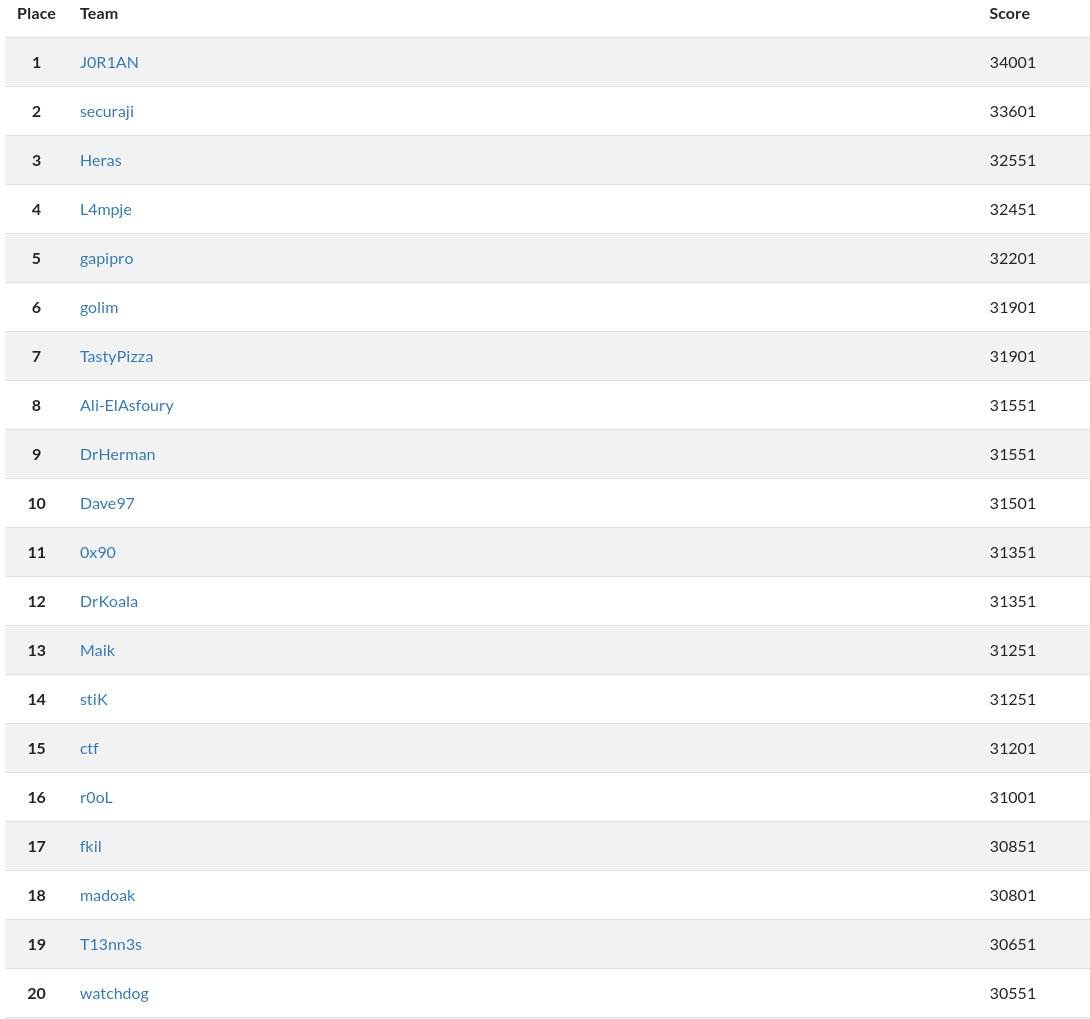 Place Team Score
1 J0R1AN 34001
2 securaji 33601
3 Heras 32551
4 L4mpje 32451
5 gapipro 32201
6 golim 31901
7 TastyPizza 31901
8 Ali-ElAsfoury 31551
9 DrHerman 31551
10 Dave97 31501
11 0x90 31351
12 DrKoala 31351
13 Maik 31251
14 stiK 31251
15 ctf 31201
16 r0oL 31001
17 fkil 30851
18 madoak 30801
19 T13nn3s 30651
20 watchdog 30551